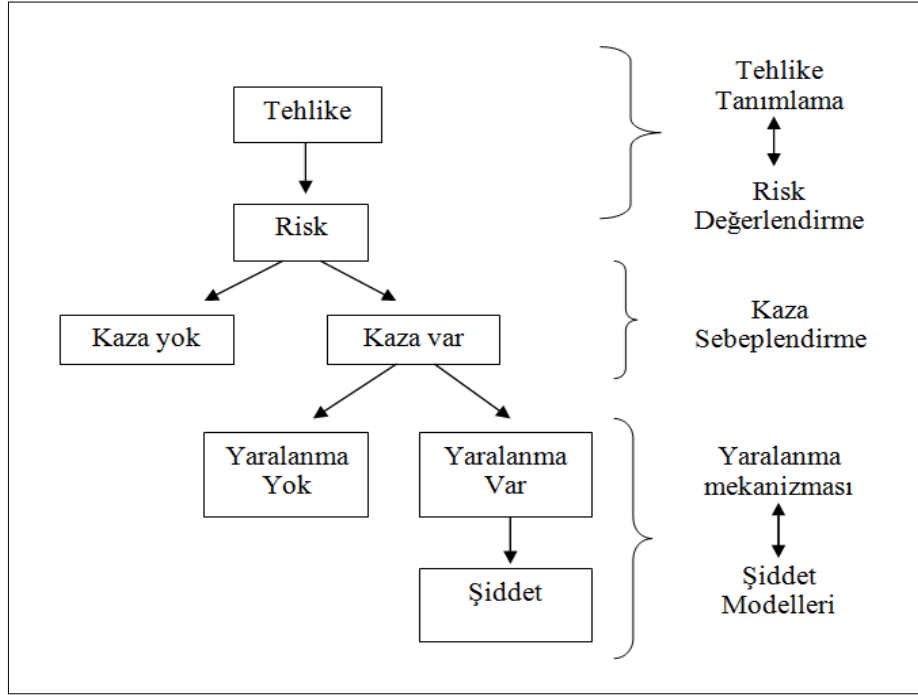 Tehlike
Tehlike
Tanımlama
Risk
Risk
Değerlendirme
Kaza yok
Kaza var
Kaza
Sebeplendirme
Yaralanma
Yok
Yaralanma
Var
Yaralanma
mekanizması
Şiddet
Şiddet
Modelleri